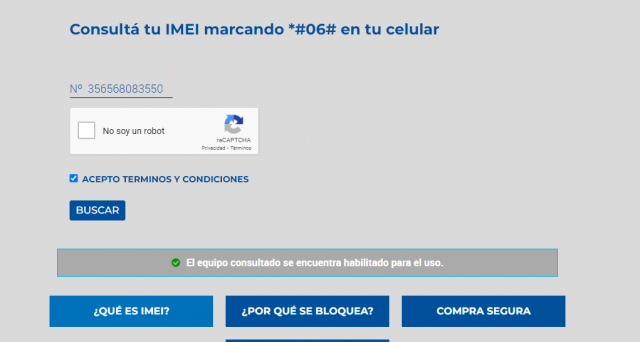 Consultá tu IMEI marcando *#06# en tu celular
Nº 356568083550
No soy un robot
reCAPTCHA
Privacidad - Términos
ACEPTO TERMINOS Y CONDICIONES
BUSCAR
El equipo consultado se encuentra habilitado para el uso.
¿QUÉ ES IMEI?
¿POR QUÉ SE BLOQUEA?
COMPRA SEGURA